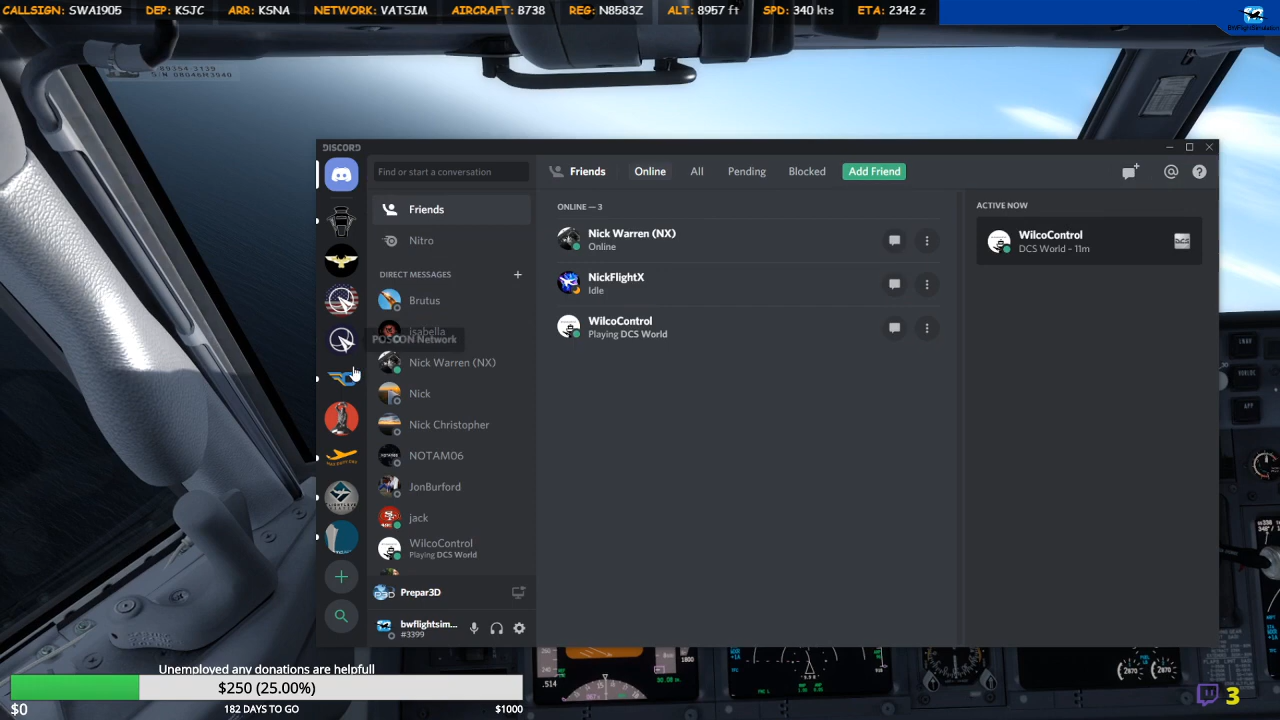 CALLSIGN: SWA1905 DEP: KSJC ARR: KSNA NETWORK: VATSIM AIRCRAFT: B738 REG: N8583Z ALT: 8957 ft SPD: 340 kts ETA: 2342 z
DISCORD
Find or start a conversation
Friends Online All Pending Blocked Add Friend
Friends
Nitro
DIRECT MESSAGES
Brutus
isabella
POSCON Network
Nick Warren (NX)
Nick
Nick Christopher
NOTAM06
JonBurford
jack
WilcoControl
Playing DCS World
Prepar3D
bwflightsim...
#3399
ONLINE — 3
Nick Warren (NX)
Online
NickFlightX
Idle
WilcoControl
Playing DCS World
ACTIVE NOW
WilcoControl
DCS World – 11m
Unemployed any donations are helpfull
$250 (25.00%)
$0 182 DAYS TO GO $1000
3